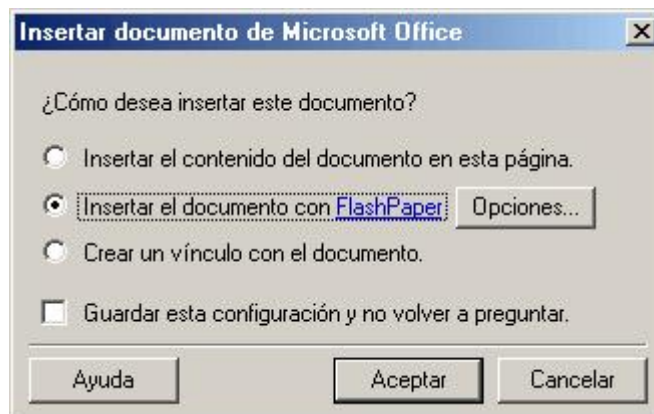 Insertar documento de Microsoft Office
¿Cómo desea insertar este documento?
Insertar el contenido del documento en esta página.
Insertar el documento con FlashPaper Opciones...
Crear un vínculo con el documento.
Guardar esta configuración y no volver a preguntar.
Ayuda Aceptar Cancelar